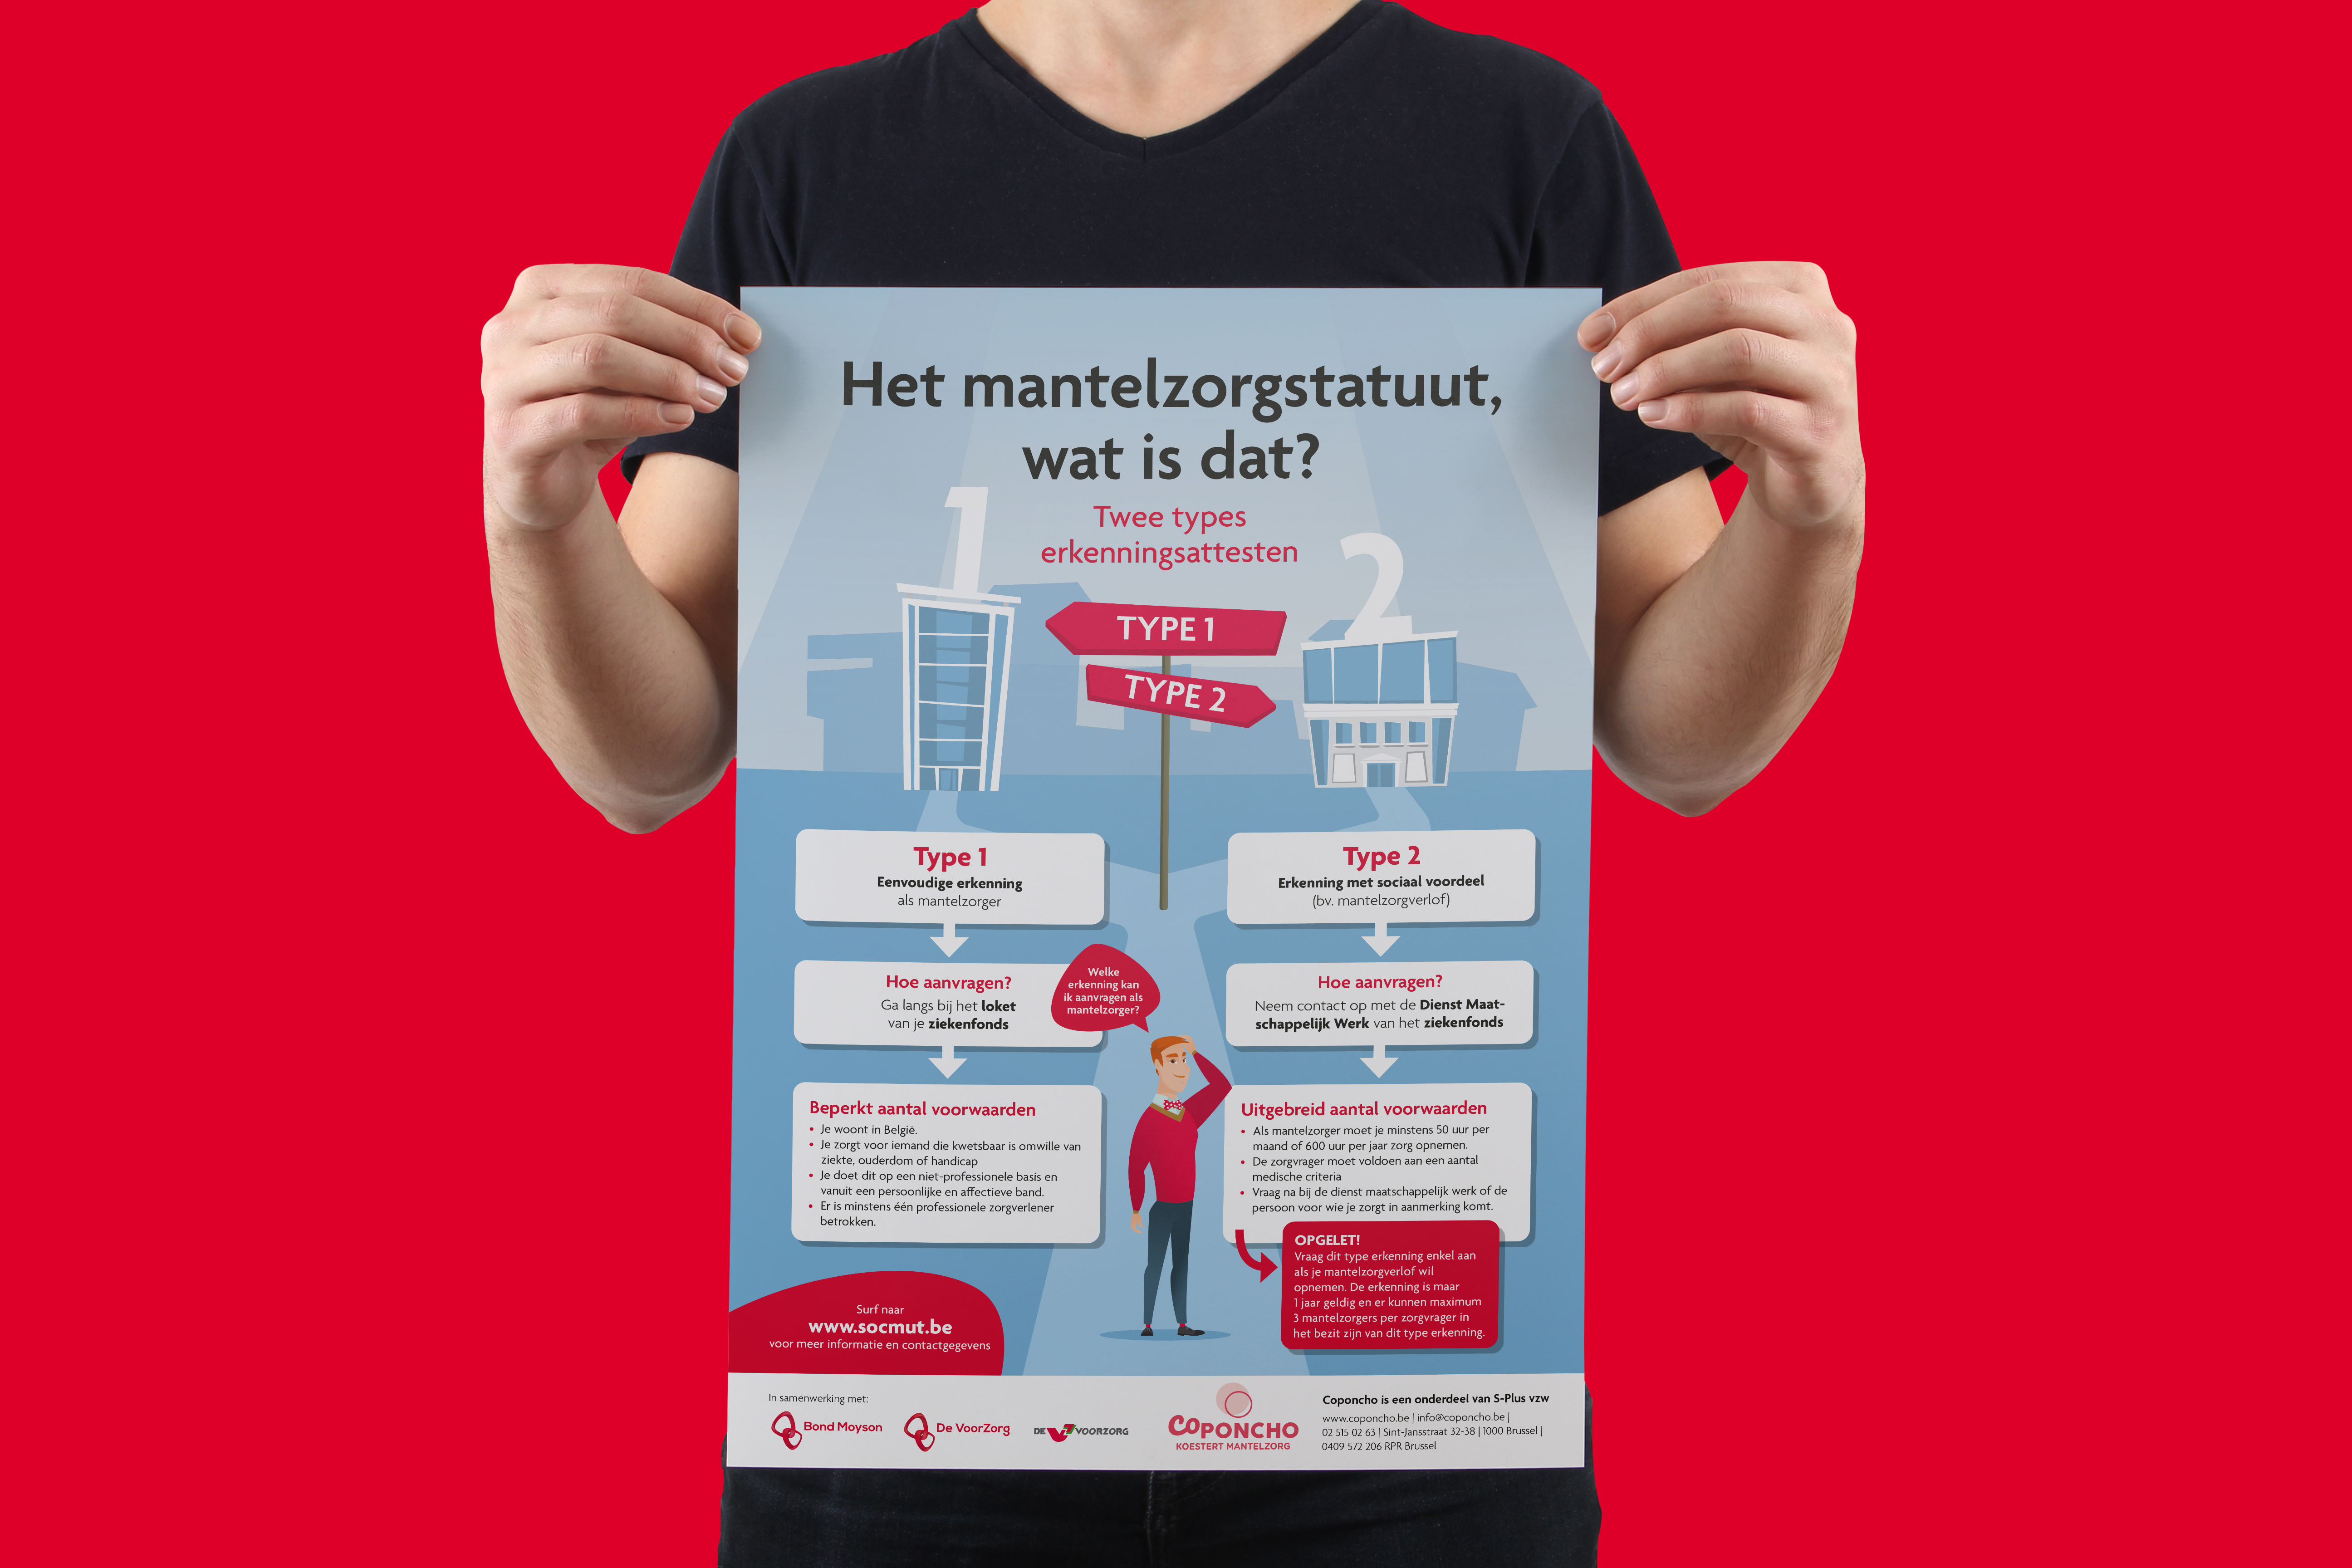 Het mantelzorgstatuut,
wat is dat?
Twee types
erkenningsattesten
1
2
TYPE 1
TYPE 2
Type 1
Eenvoudige erkenning
als mantelzorger
Hoe aanvragen?
Ga langs bij het loket
van je ziekenfonds
Beperkt aantal voorwaarden
• Je woont in België.
• Je zorgt voor iemand die kwetsbaar is omwille van
ziekte, ouderdom of handicap
• Je doet dit op een niet-professionele basis en
vanuit een persoonlijke en affectieve band.
• Er is minstens één professionele zorgverlener
betrokken.
Welke
erkenning kan
ik aanvragen als
mantelzorger?
Type 2
Erkenning met sociaal voordeel
(bv. mantelzorgverlof)
Hoe aanvragen?
Neem contact op met de Dienst Maat-
schappelijk Werk van het ziekenfonds
Uitgebreid aantal voorwaarden
• Als mantelzorger moet je minstens 50 uur per
maand of 600 uur per jaar zorg opnemen.
• De zorgvrager moet voldoen aan een aantal
medische criteria
• Vraag na bij de dienst maatschappelijk werk of de
persoon voor wie je zorgt in aanmerking komt.
OPGELET!
Vraag dit type erkenning enkel aan
als je mantelzorgverlof wil
opnemen. De erkenning is maar
1 jaar geldig en er kunnen maximum
3 mantelzorgers per zorgvrager in
het bezit zijn van dit type erkenning.
Surf naar
www.socmut.be
voor meer informatie en contactgegevens
In samenwerking met:
Bond Moyson
De VoorZorg
DE VOORZORG
COPONCHO
KOESTERT MANTELZORG
Coponcho is een onderdeel van S-Plus vzw
www.coponcho.be | info@coponcho.be |
02 515 02 63 | Sint-Jansstraat 32-38 | 1000 Brussel |
0409 572 206 RPR Brussel